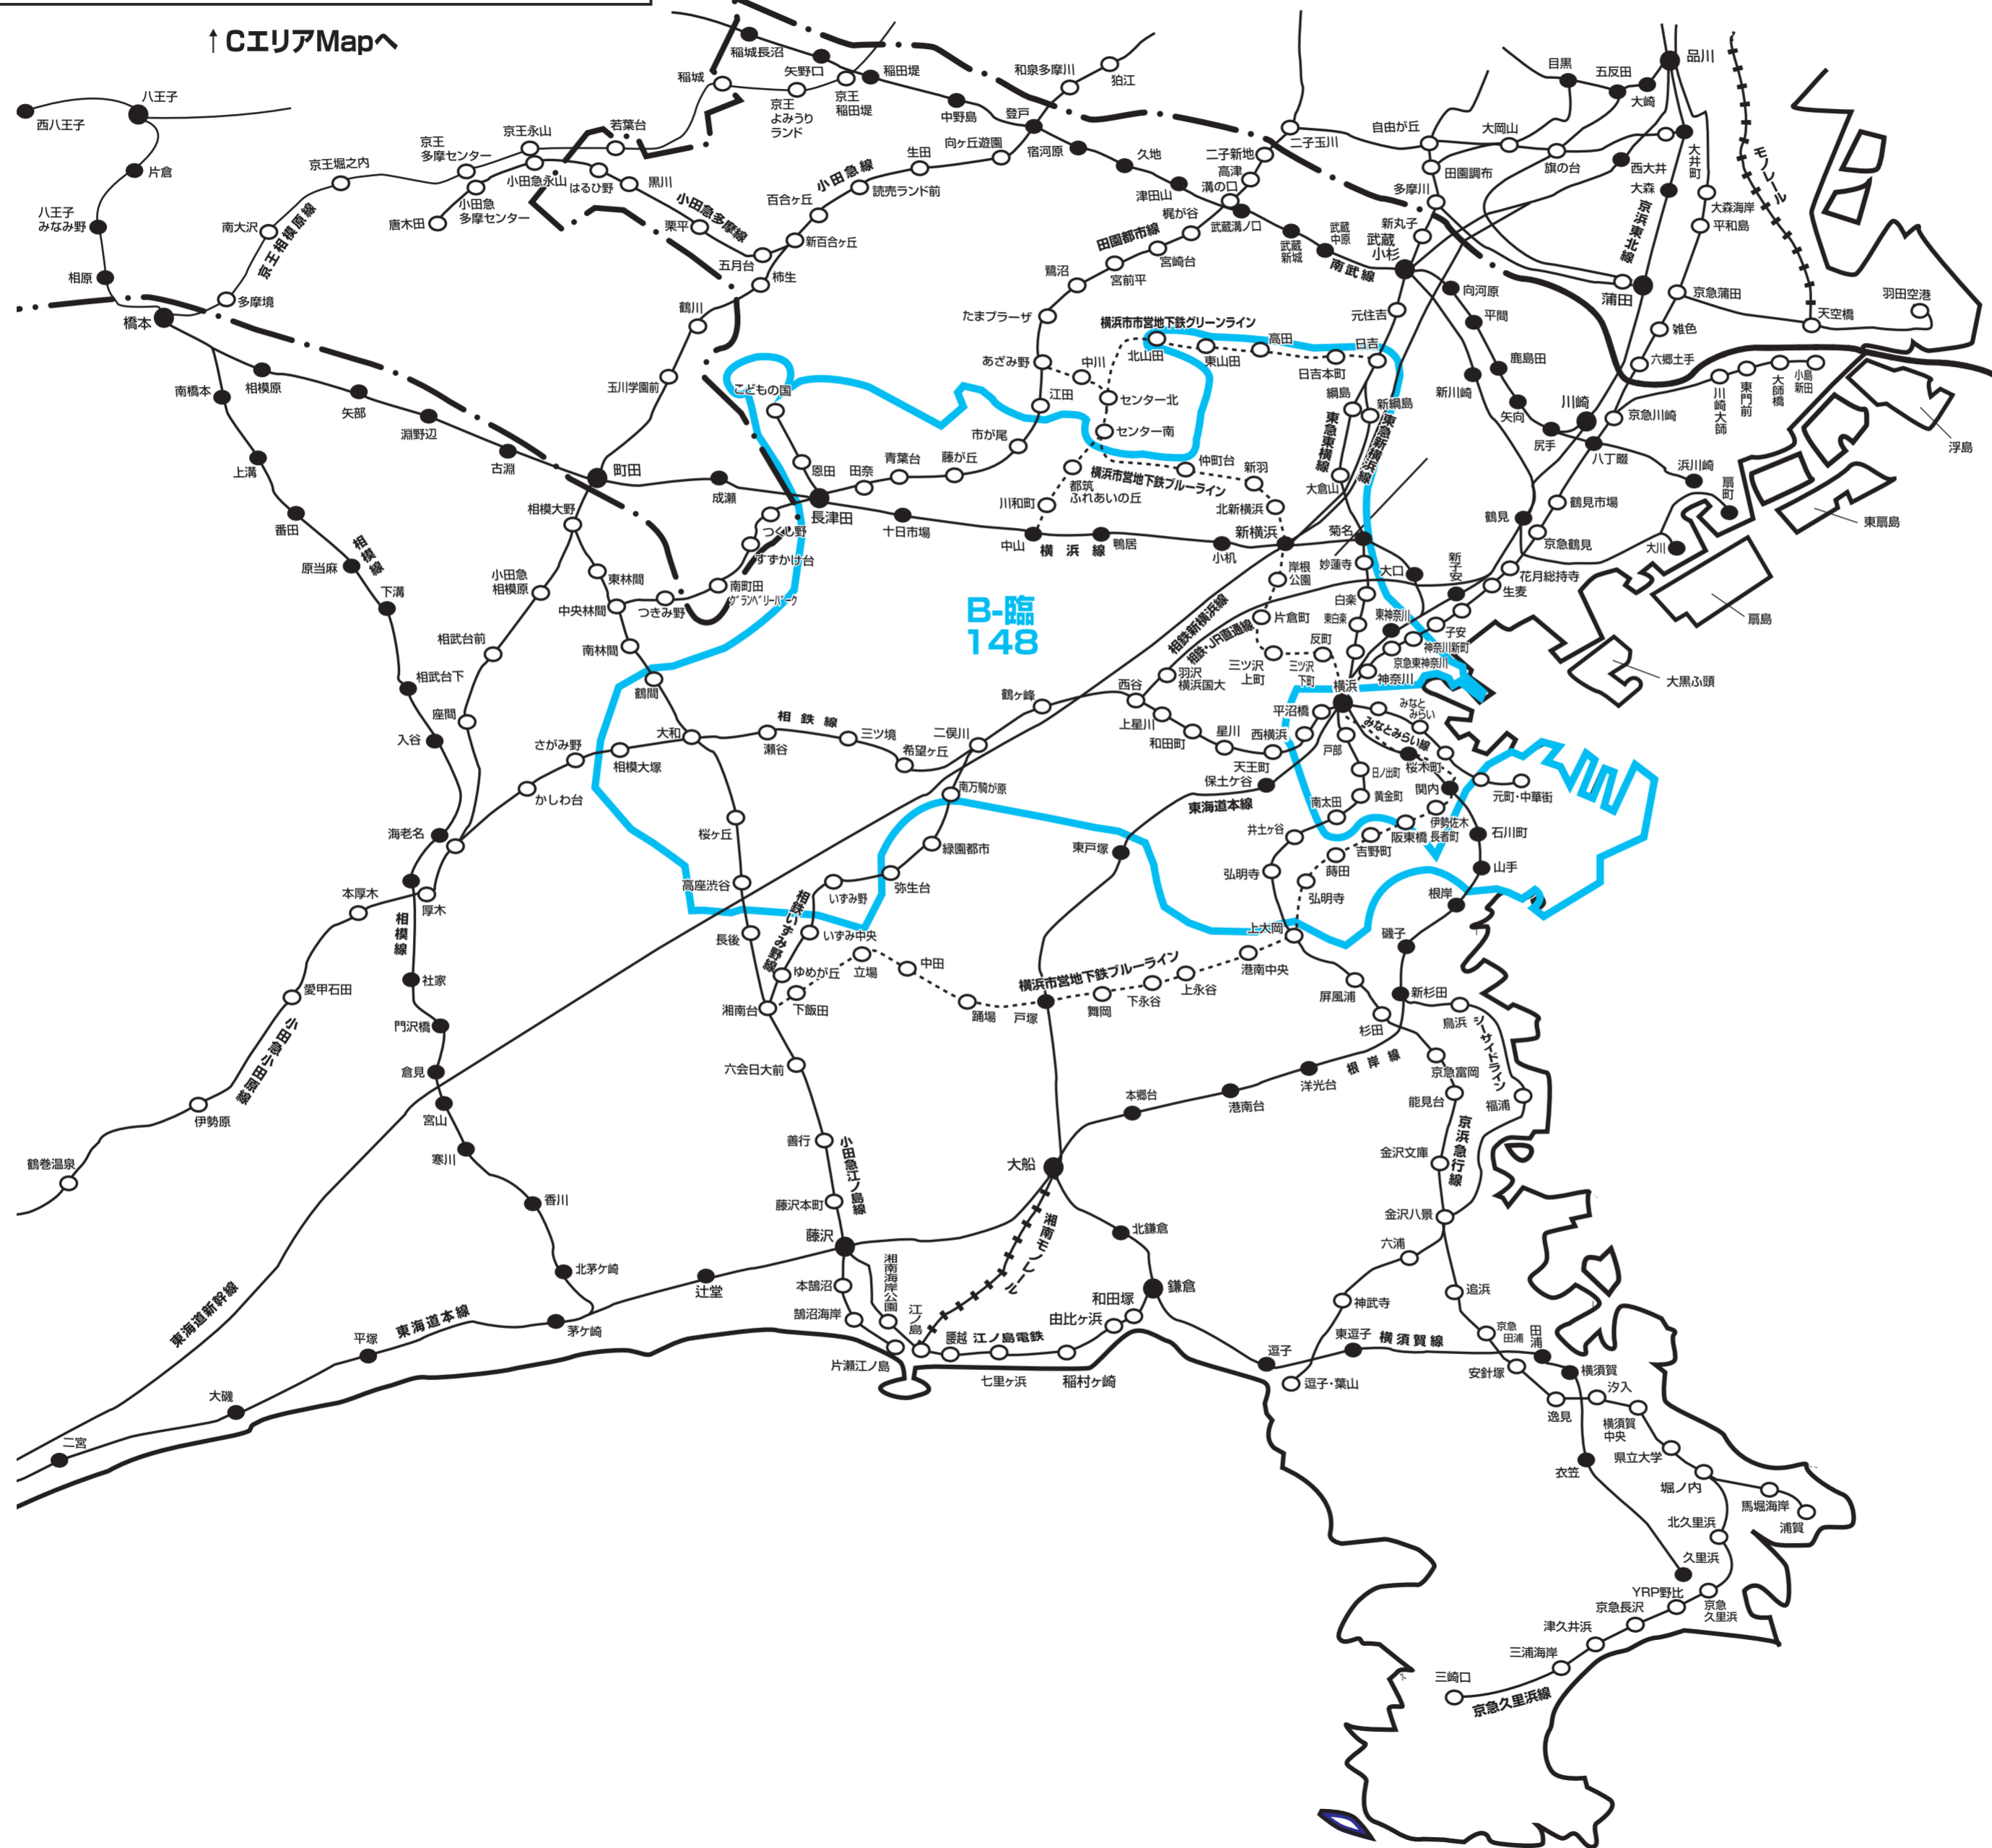 ↑CエリアMapへ
西八王子
八王子
片倉
八王子
みなみ野
相原
橋本
多摩境
南大沢
京王相模原線
京王堀之内
京王
多摩センター
京王永山
若葉台
稲城
稲城長沼
矢野口
京王
よみうり
ランド
京王
稲田堤
稲田堤
中野島
登戸
和泉多摩川
狛江
唐木田
小田急
多摩センター
小田急永山
はるひ野
黒川
小田急多摩線
栗平
五月台
新百合ヶ丘
百合ヶ丘
小田急線
読売ランド前
生田
向ヶ丘遊園
柿生
鶴川
玉川学園前
宿河原
久地
津田山
武蔵溝ノ口
武蔵
新城
武蔵
中原
南武線
武蔵
小杉
向河原
平間
鹿島田
矢向
尻手
川崎
八丁畷
浜川崎
新川崎
二子玉川
二子新地
高津
溝の口
梶が谷
田園都市線
宮崎台
宮前平
鷺沼
たまプラーザ
あざみ野
江田
市が尾
藤が丘
青葉台
田奈
長津田
恩田
こどもの国
つくし野
すずかけ台
南町田
グランベリーパーク
つきみ野
中央林間
自由が丘
田園調布
多摩川
新丸子
元住吉
日吉
大岡山
旗の台
目黒
五反田
大崎
品川
大井町
西大井
大森
京浜東北線
蒲田
大森海岸
平和島
モノレール
京急蒲田
天空橋
羽田空港
雑色
六郷土手
京急川崎
川崎大師
東門前
大師橋
小島
新田
浮島
東扇島
扇島
扇町
大川
大黒ふ頭
横浜市市営地下鉄グリーンライン
北山田
東山田
高田
日吉本町
中川
センター北
センター南
都筑
ふれあいの丘
川和町
中山
横浜市営地下鉄ブルーライン
仲町台
新羽
北新横浜
新横浜
綱島
新綱島
東急東横線
東急新横浜線
大倉山
菊名
妙蓮寺
白楽
東白楽
反町
横浜
南橋本
相模原
矢部
淵野辺
古淵
町田
成瀬
十日市場
横浜線
鴨居
小机
大口
東神奈川
上溝
番田
相模線
原当麻
下溝
相武台下
入谷
海老名
相模大野
小田急
相模原
相武台前
座間
東林間
南林間
鶴間
大和
B-臨
148
鶴見
鶴見市場
京急鶴見
花月総持寺
生麦
新子安
子安
神奈川新町
京急東神奈川
神奈川
岸根
公園
片倉町
三ツ沢
上町
三ツ沢
下町
相鉄新横浜線
相鉄・JR直通線
羽沢
横浜国大
西谷
鶴ヶ峰
二俣川
希望ヶ丘
三ツ境
相鉄線
瀬谷
相模大塚
さがみ野
かしわ台
上星川
和田町
星川
天王町
西横浜
平沼橋
保土ケ谷
東海道本線
東戸塚
戸部
日ノ出町
黄金町
南太田
井土ヶ谷
弘明寺
みなと
みらい
みなとみらい線
桜木町
関内
元町・中華街
石川町
山手
根岸
磯子
新杉田
伊勢佐木
長者町
阪東橋
吉野町
蒔田
弘明寺
上大岡
港南中央
上永谷
下永谷
舞岡
戸塚
横浜市営地下鉄ブルーライン
踊場
中田
立場
下飯田
湘南台
南万騎が原
緑園都市
弥生台
いずみ野
いずみ中央
ゆめが丘
相鉄いずみ野線
桜ヶ丘
高座渋谷
長後
本厚木
厚木
相模線
社家
門沢橋
倉見
宮山
寒川
香川
北茅ケ崎
茅ケ崎
愛甲石田
小田急小田原線
伊勢原
鶴巻温泉
六会日大前
善行
小田急江ノ島線
藤沢本町
藤沢
本鵠沼
鵠沼海岸
片瀬江ノ島
湘南海岸公園
江ノ島
腰越
江ノ島電鉄
七里ヶ浜
稲村ヶ崎
由比ヶ浜
和田塚
鎌倉
北鎌倉
大船
湘南モノレール
本郷台
港南台
洋光台
根岸線
屏風浦
杉田
京急富岡
能見台
京浜急行線
金沢文庫
金沢八景
鳥浜
シーサイドライン
福浦
六浦
神武寺
逗子・葉山
逗子
東逗子
横須賀線
田浦
横須賀
衣笠
久里浜
追浜
京急
田浦
安針塚
逸見
汐入
横須賀
中央
県立大学
堀ノ内
馬堀海岸
浦賀
北久里浜
京急
久里浜
YRP野比
京急長沢
津久井浜
三浦海岸
三崎口
京急久里浜線
辻堂
東海道本線
平塚
大磯
二宮
東海道新幹線